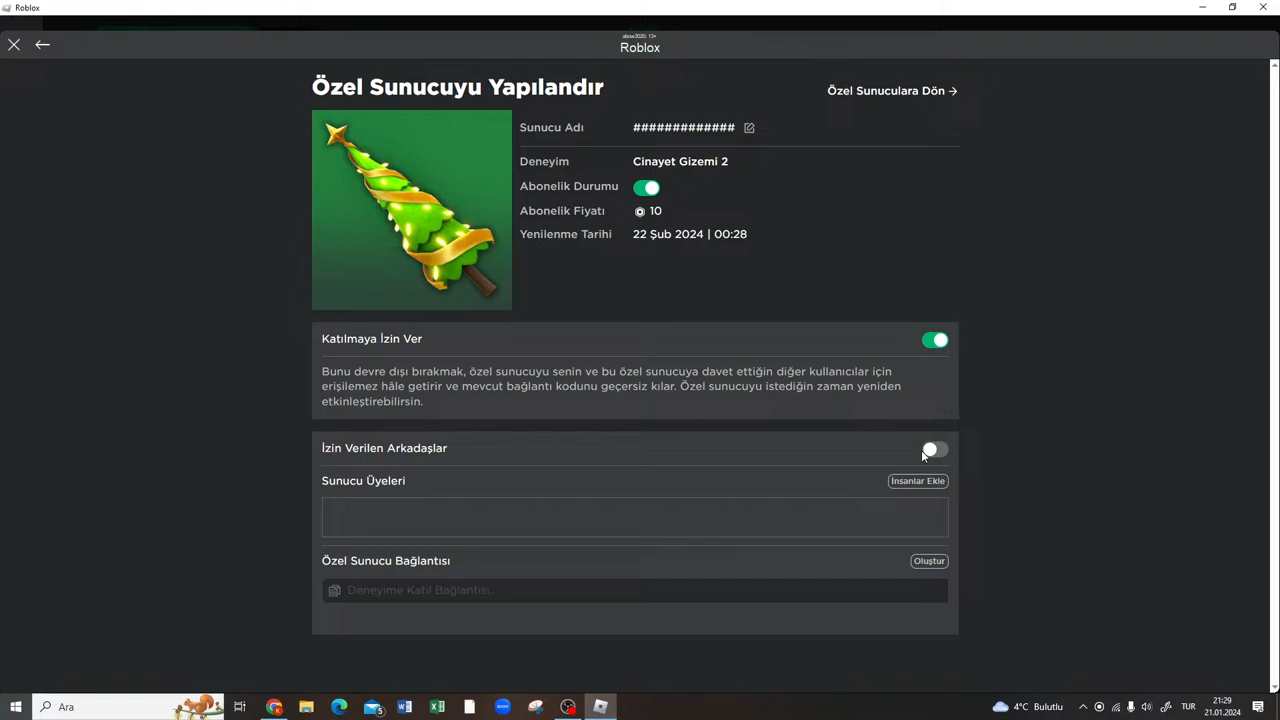 Roblox
abow2020: 13+
Roblox
Özel Sunucuyu Yapılandır
Özel Sunuculara Dön →
Sunucu Adı #############
Deneyim Cinayet Gizemi 2
Abonelik Durumu
Abonelik Fiyatı 10
Yenilenme Tarihi 22 Şub 2024 | 00:28
Katılmaya İzin Ver
Bunu devre dışı bırakmak, özel sunucuyu senin ve bu özel sunucuya davet ettiğin diğer kullanıcılar için
erişilemez hâle getirir ve mevcut bağlantı kodunu geçersiz kılar. Özel sunucuyu istediğin zaman yeniden
etkinleştirebilirsin.
İzin Verilen Arkadaşlar
Sunucu Üyeleri İnsanlar Ekle
Özel Sunucu Bağlantısı Oluştur
Deneyime Katıl Bağlantısı..
Ara 5 4°C Bulutlu TUR 21:29
21.01.2024